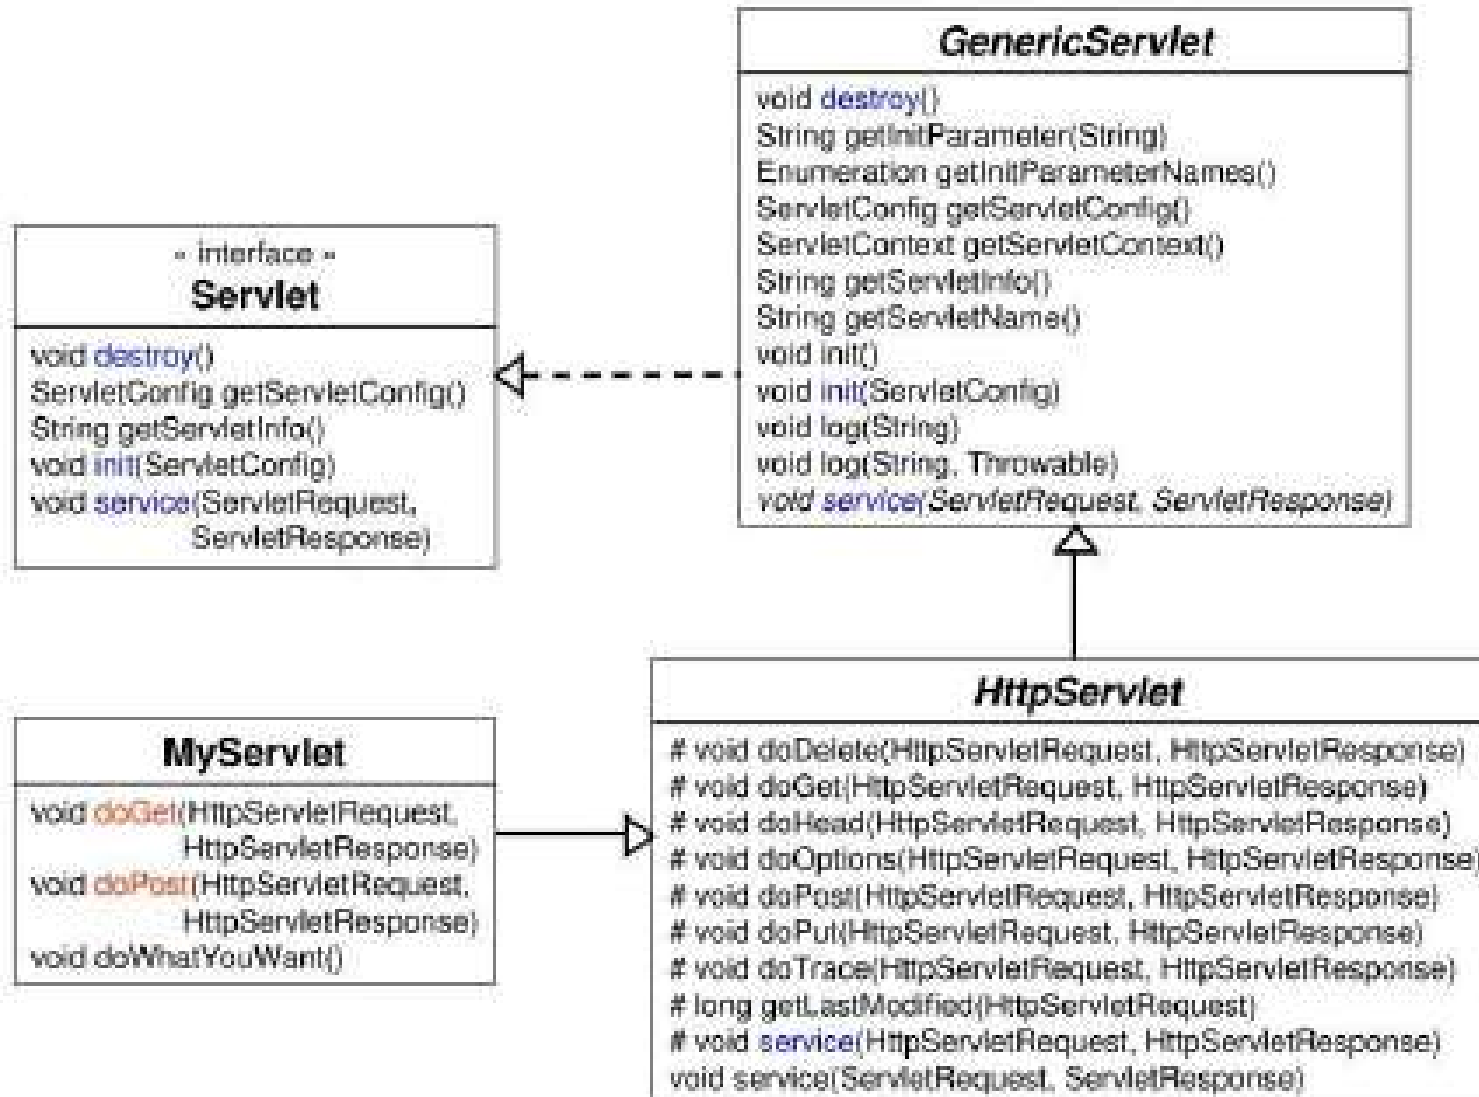 GenericServlet
void destroy()
String getInitParameter(String)
Enumeration getInitParameterNames()
ServletConfig getServletConfig()
ServletContext getServletContext()
String getServletInfo()
String getServletName()
void init()
void init(ServletConfig)
void log(String)
void log(String, Throwable)
void service(ServletRequest, ServletResponse)
« interface »
Servlet
void destroy()
ServletConfig getServletConfig()
String getServletInfo()
void init(ServletConfig)
void service(ServletRequest,
ServletResponse)
MyServlet
void doGet(HttpServletRequest,
HttpServletResponse)
void doPost(HttpServletRequest,
HttpServletResponse)
void doWhatYouWant()
HttpServlet
# void doDelete(HttpServletRequest, HttpServletResponse)
# void doGet(HttpServletRequest, HttpServletResponse)
# void doHead(HttpServletRequest, HttpServletResponse)
# void doOptions(HttpServletRequest, HttpServletResponse)
# void doPost(HttpServletRequest, HttpServletResponse)
# void doPut(HttpServletRequest, HttpServletResponse)
# void doTrace(HttpServletRequest, HttpServletResponse)
# long getLastModified(HttpServletRequest)
# void service(HttpServletRequest, HttpServletResponse)
void service(ServletRequest, ServletResponse)